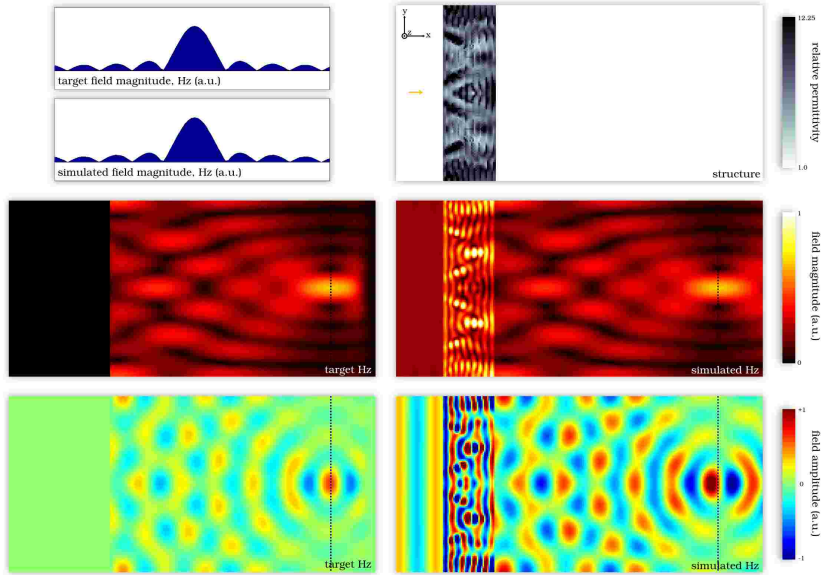 target field magnitude, Hz (a.u.)
simulated field magnitude, Hz (a.u.)
y
z
x
structure
12.25
1.0
relative permittivity
target Hz
simulated Hz
1
0
field magnitude (a.u.)
target Hz
simulated Hz
+1
0
-1
field amplitude (a.u.)